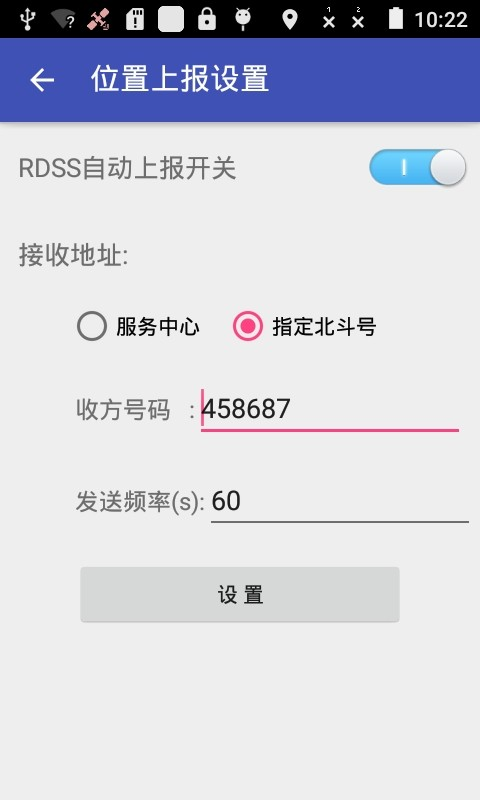 10:22
位置上报设置
RDSS自动上报开关
接收地址:
服务中心 指定北斗号
收方号码 : 458687
发送频率(s): 60
设 置